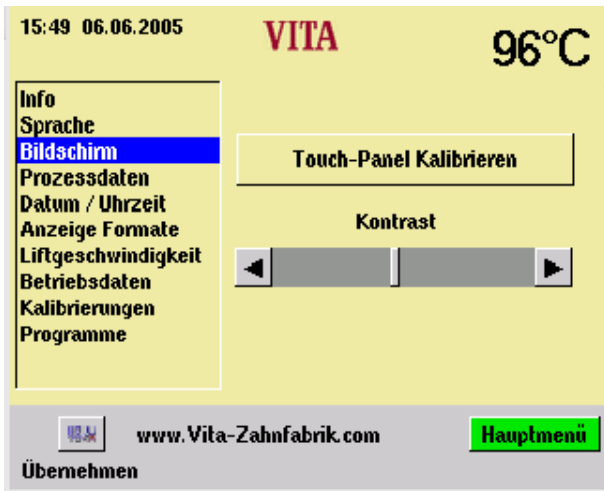 15:49 06.06.2005
VITA
96°C
Info
Sprache
Bildschirm
Prozessdaten
Datum / Uhrzeit
Anzeige Formate
Liftgeschwindigkeit
Betriebsdaten
Kalibrierungen
Programme
Touch-Panel Kalibrieren
Kontrast
www.Vita-Zahnfabrik.com
Hauptmenü
Übernehmen